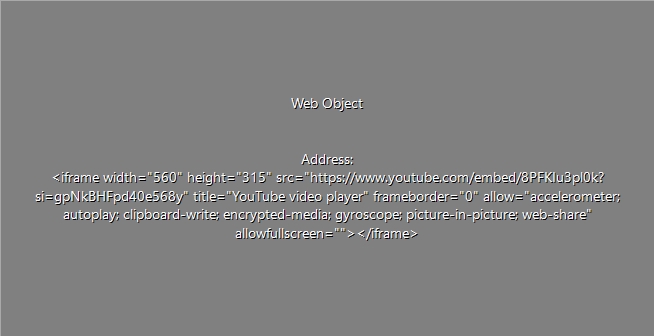 Web Object
Address:
<iframe width="560" height="315" src="https://www.youtube.com/embed/8PFKIu3pl0k?
si=gpNkBHFpd40e568y" title="YouTube video player" frameborder="0" allow="accelerometer;
autoplay; clipboard-write; encrypted-media; gyroscope; picture-in-picture; web-share"
allowfullscreen=""></iframe>